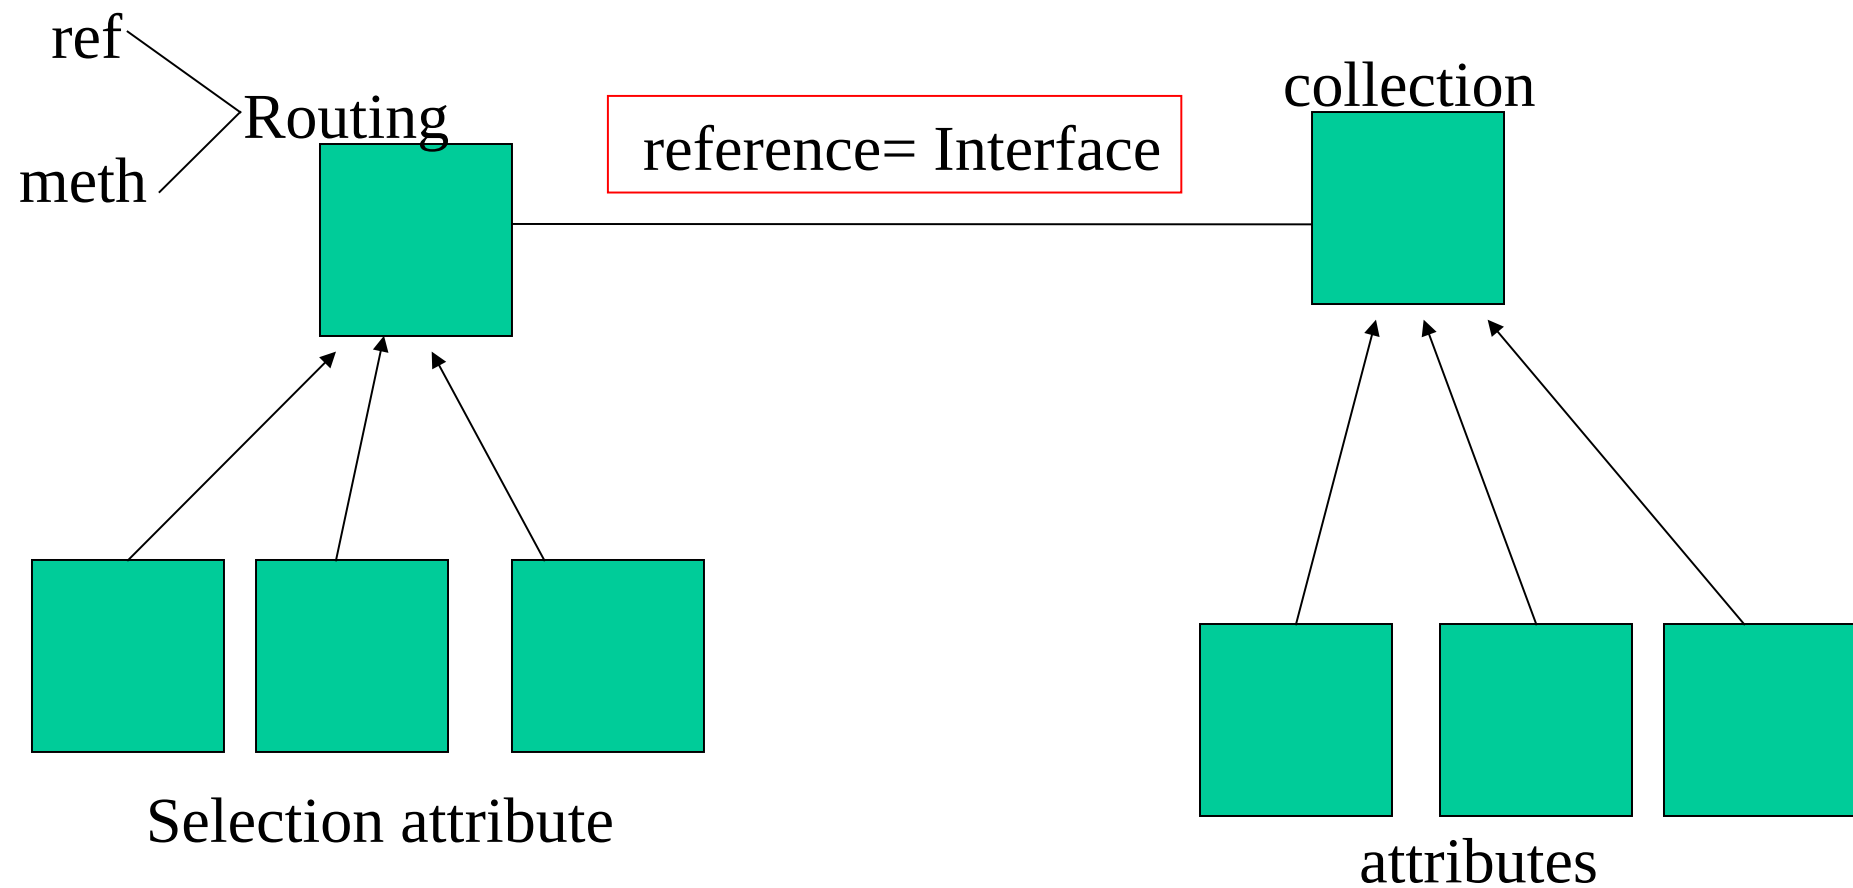 ref
collection
Routing
reference= Interface
meth
Selection attribute
attributes